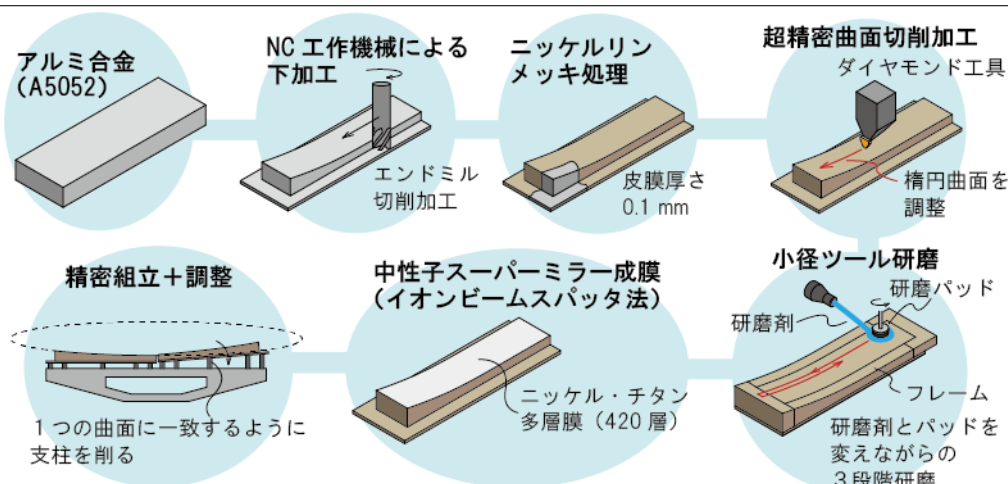 アルミ合金
（A5052）
NC 工作機械による
下加工
エンドミル
切削加工
ニッケルリン
メッキ処理
皮膜厚さ
0.1 mm
超精密曲面切削加工
ダイヤモンド工具
楕円曲面を
調整
小径ツール研磨
研磨パッド
研磨剤
フレーム
研磨剤とパッドを
変えながらの
３段階研磨
中性子スーパーミラー成膜
（イオンビームスパッタ法）
ニッケル・チタン
多層膜（420 層）
精密組立＋調整
１つの曲面に一致するように
支柱を削る